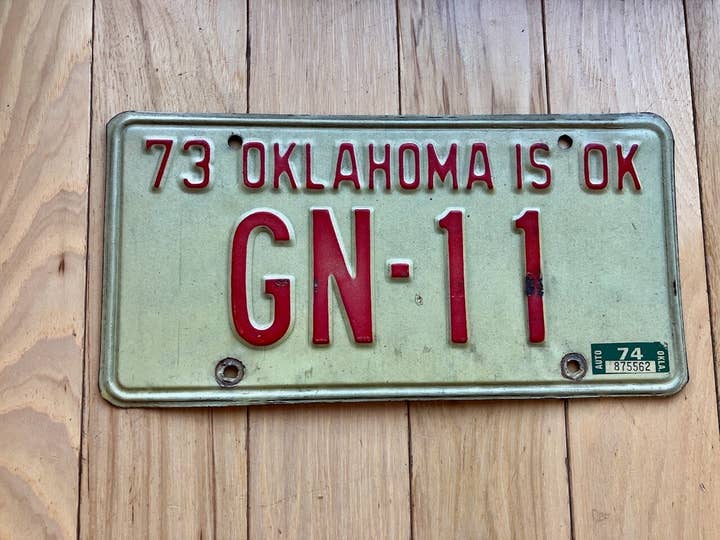 73 OKLAHOMA IS OK
GN-11
AUTO 74 OKLA
875562